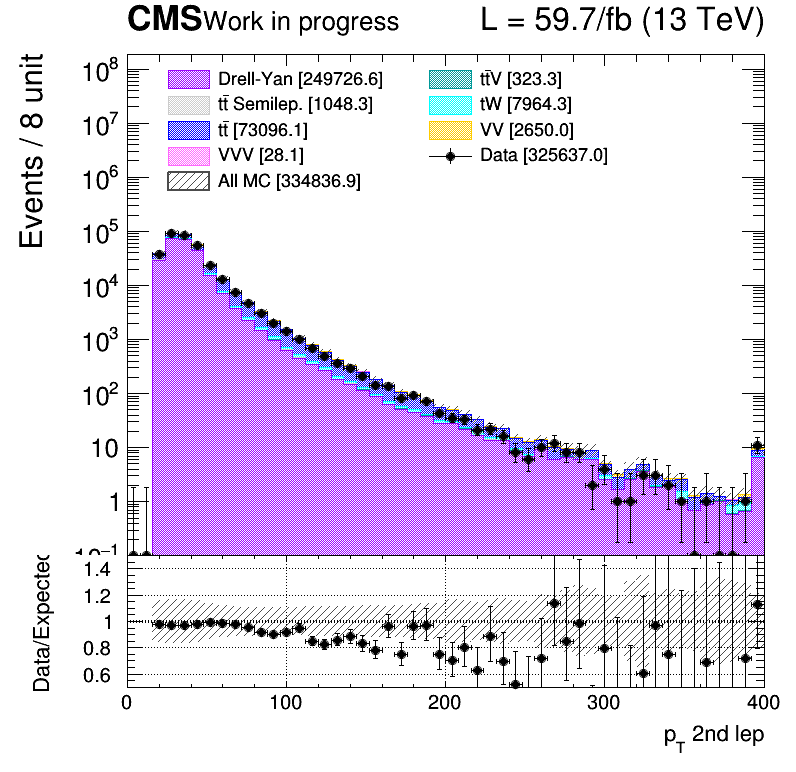 CMS Work in progress L = 59.7/fb (13 TeV)
Events / 8 unit
10⁸
10⁷
10⁶
10⁵
10⁴
10³
10²
10
1
10⁻¹
Drell-Yan [249726.6]
tt̄ Semilep. [1048.3]
tt̄ [73096.1]
VVV [28.1]
All MC [334836.9]
tt̄V [323.3]
tW [7964.3]
VV [2650.0]
Data [325637.0]
Data/Expected
1.4
1.2
1
0.8
0.6
0 100 200 300 400
p_T 2nd lep